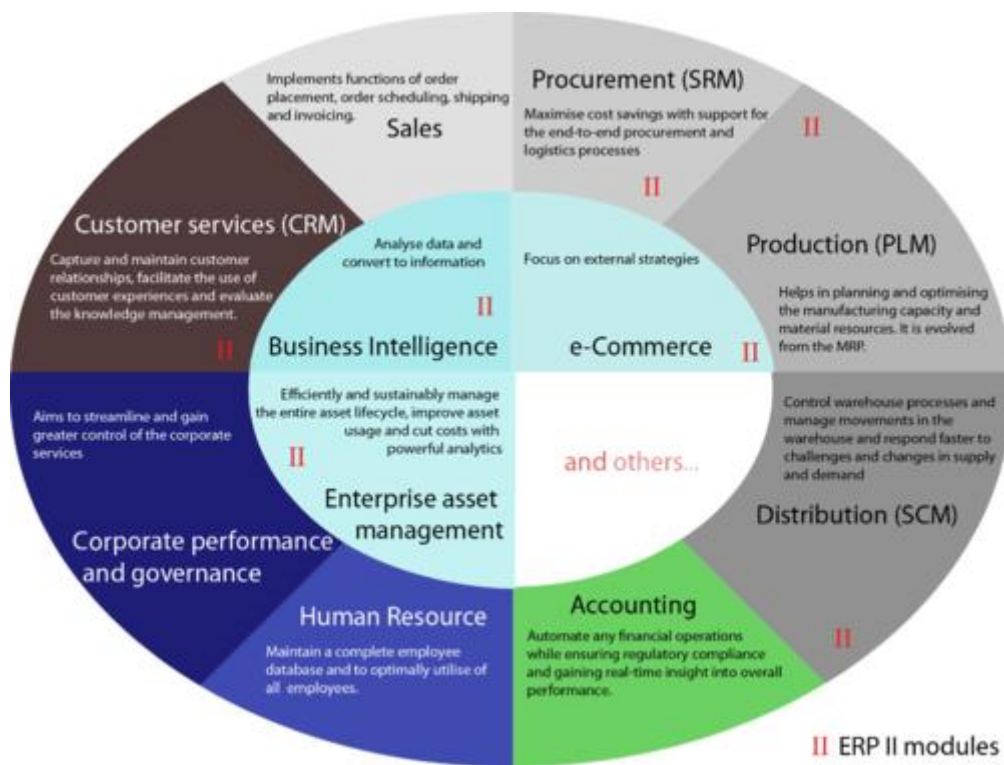 Implements functions of order
placement, order scheduling, shipping
and invoicing.
Sales
Procurement (SRM)
Maximise cost savings with support for
the end-to-end procurement and
logistics processes
II
II
Customer services (CRM)
Capture and maintain customer
relationships, facilitate the use of
customer experiences and evaluate
the knowledge management.
II
Analyse data and
convert to information
II
Business Intelligence
Focus on external strategies
e-Commerce
II
Production (PLM)
Helps in planning and optimising
the manufacturing capacity and
material resources. It is evolved
from the MRP.
Aims to streamline and gain
greater control of the corporate
services
Corporate performance
and governance
Efficiently and sustainably manage
the entire asset lifecycle, improve asset
usage and cut costs with
powerful analytics
II
Enterprise asset
management
and others...
Control warehouse processes and
manage movements in the
warehouse and respond faster to
challenges and changes in supply
and demand
Distribution (SCM)
II
Human Resource
Maintain a complete employee
database and to optimally utilise of
all employees.
Accounting
Automate any financial operations
while ensuring regulatory compliance
and gaining real-time insight into overall
performance.
II ERP II modules